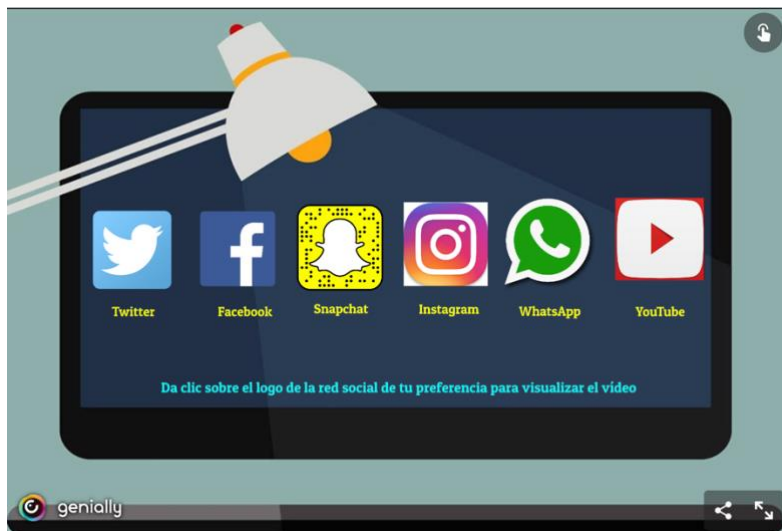 Twitter
Facebook
Snapchat
Instagram
WhatsApp
YouTube
Da clic sobre el logo de la red social de tu preferencia para visualizar el vídeo
genially